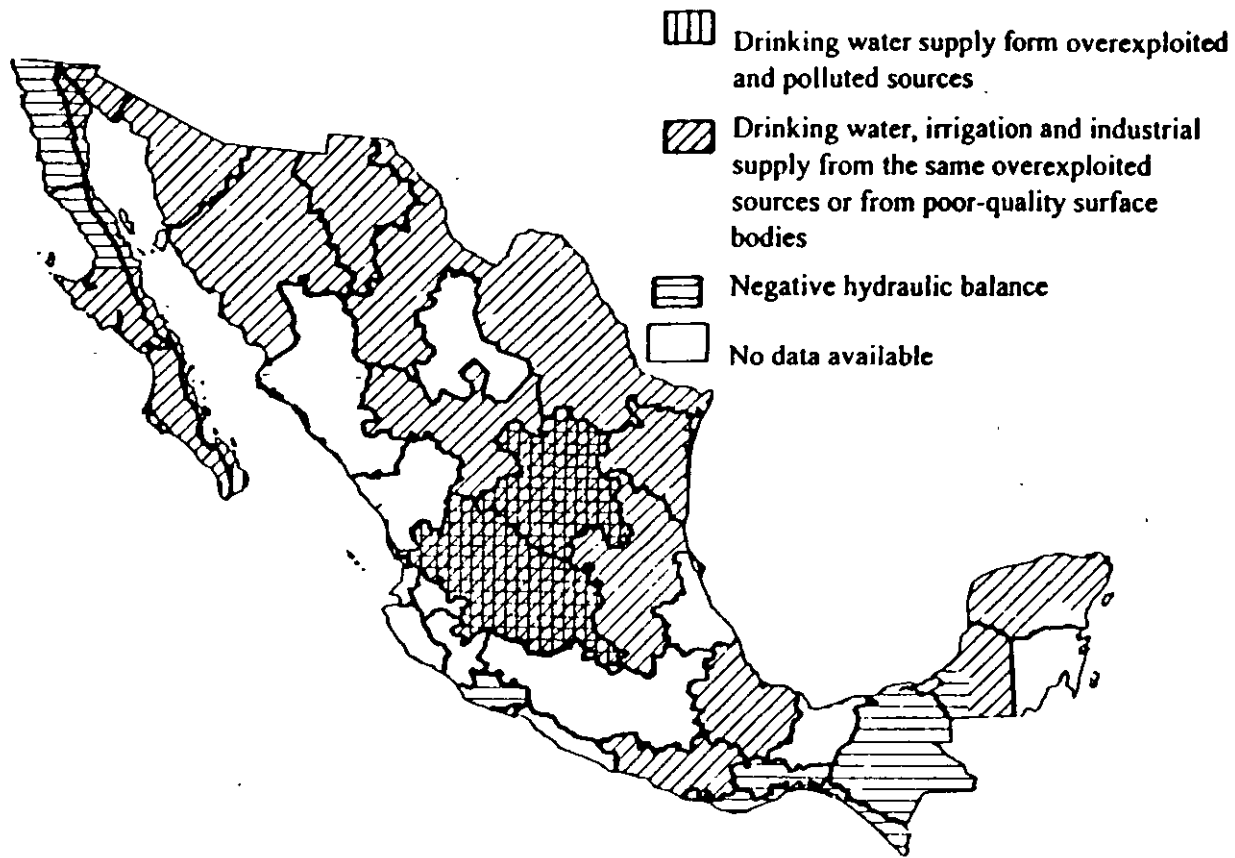 Drinking water supply form overexploited
and polluted sources
Drinking water, irrigation and industrial
supply from the same overexploited
sources or from poor-quality surface
bodies
Negative hydraulic balance
No data available